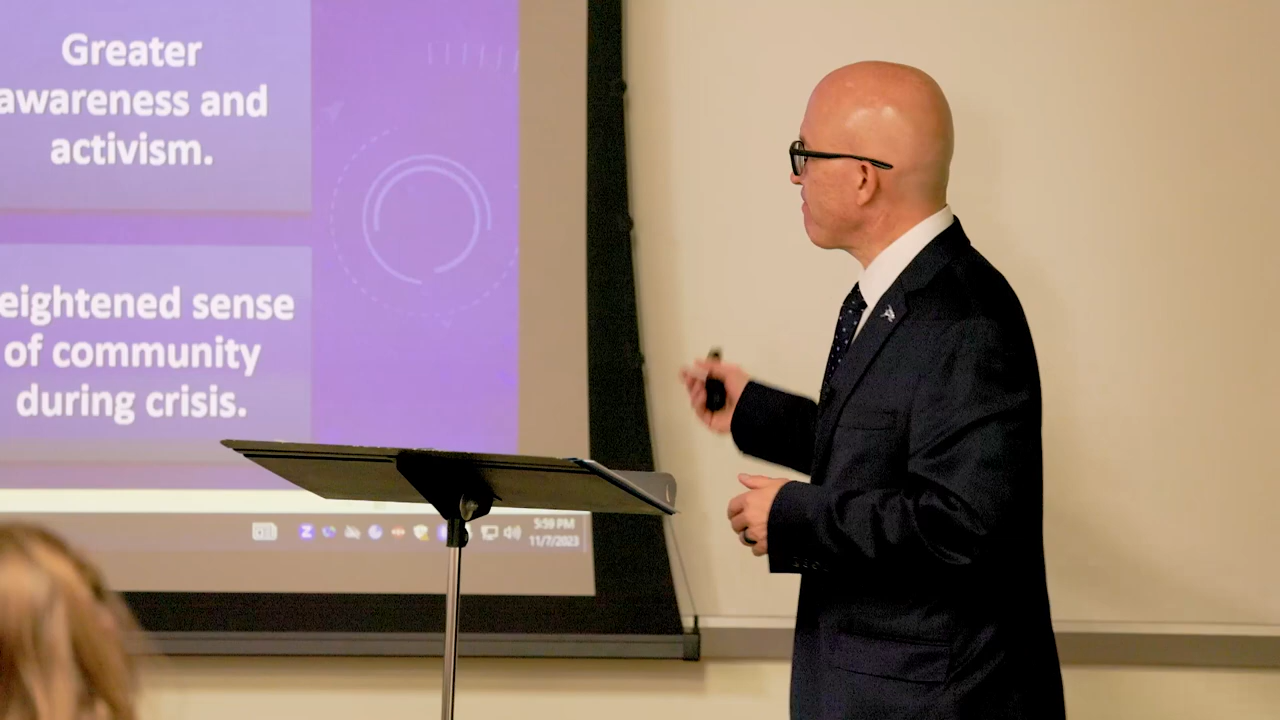 Greater
awareness and
activism.
eightened sense
of community
during crisis.
5:59 PM
11/7/2023